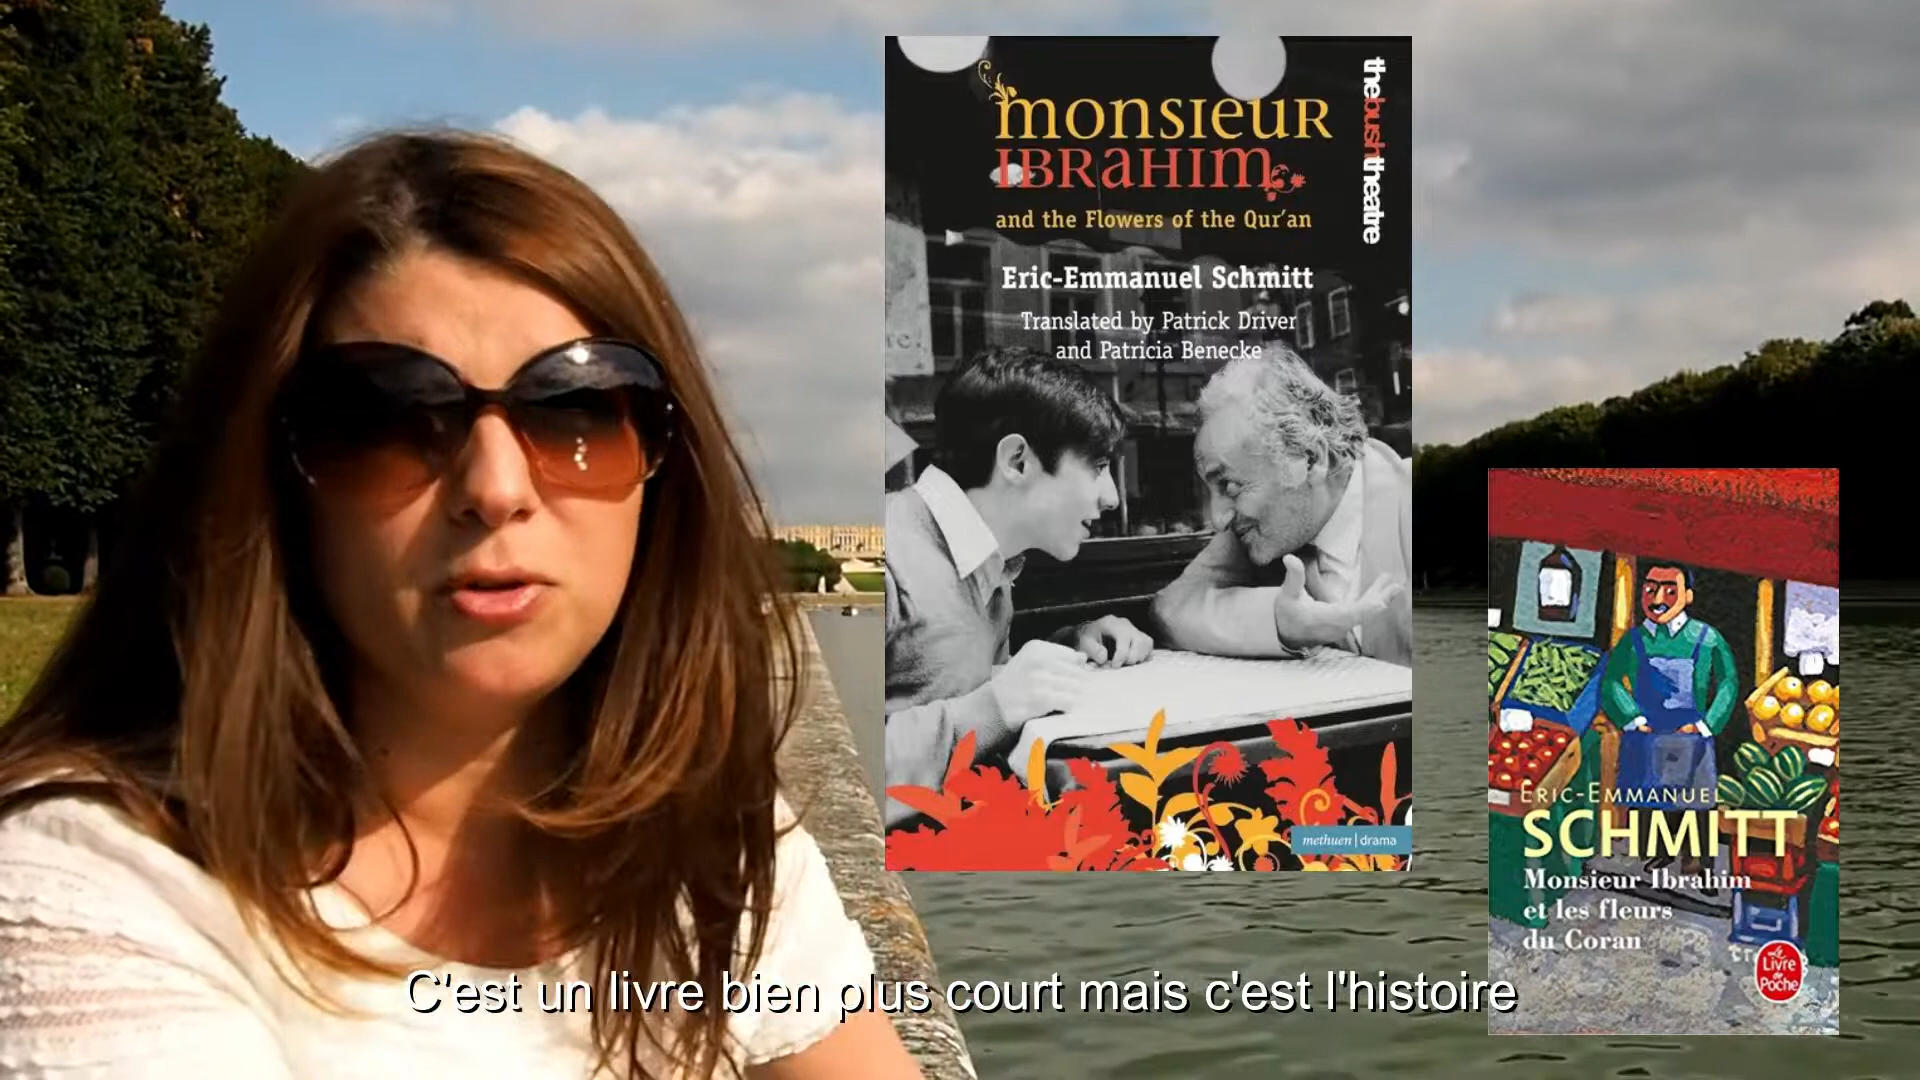 monsieur
IBRAHIM
and the Flowers of the Qur'an
Eric-Emmanuel Schmitt
Translated by Patrick Driver
and Patricia Benecke
thebushtheatre
methuen | drama
ERIC-EMMANUEL
SCHMITT
Monsieur Ibrahim
et les fleurs
du Coran
Le
Livre
de
Poche
C'est un livre bien plus court mais c'est l'histoire